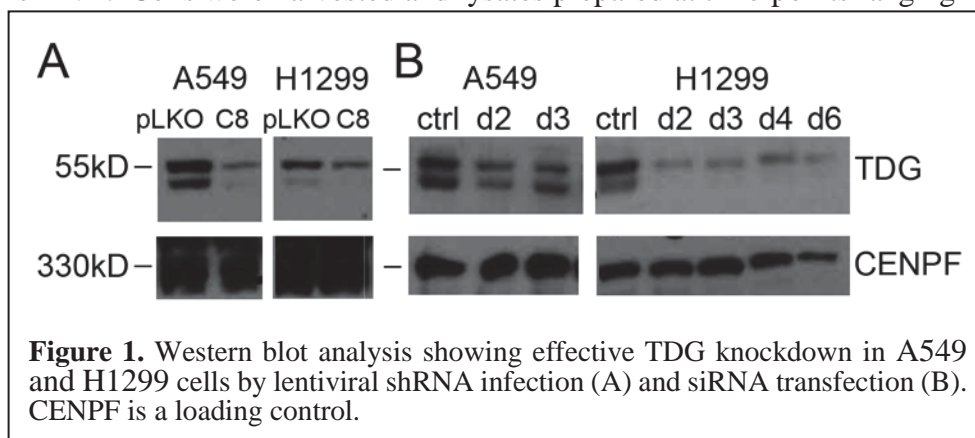 A B
A549 H1299 A549 H1299
pLKO C8 pLKO C8 ctrl d2 d3 ctrl d2 d3 d4 d6
55kD – – TDG
330kD – – CENPF
Figure 1. Western blot analysis showing effective TDG knockdown in A549
and H1299 cells by lentiviral shRNA infection (A) and siRNA transfection (B).
CENPF is a loading control.